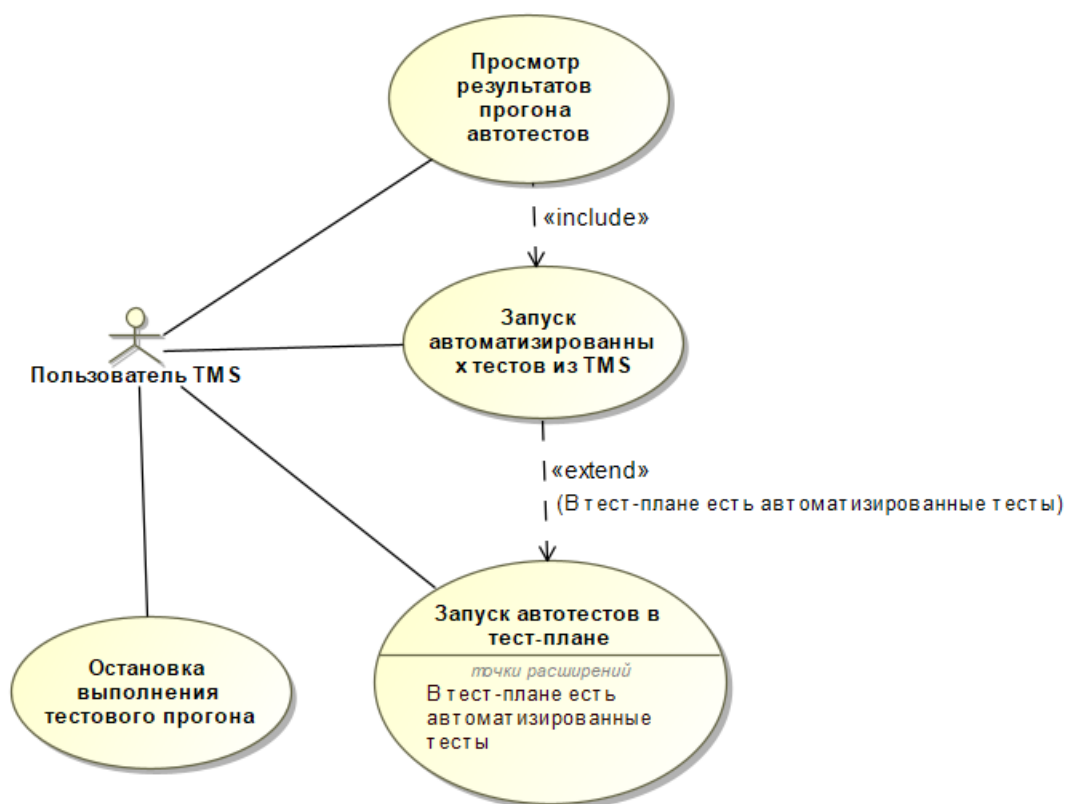 Просмотр
результатов
прогона
автотестов
«include»
Запуск
автоматизированны
х тестов из TMS
Пользователь TMS
«extend»
(В тест-плане есть автоматизированные тесты)
Запуск автотестов в
тест-плане
точки расширений
В тест-плане есть
автоматизированные
тесты
Остановка
выполнения
тестового прогона